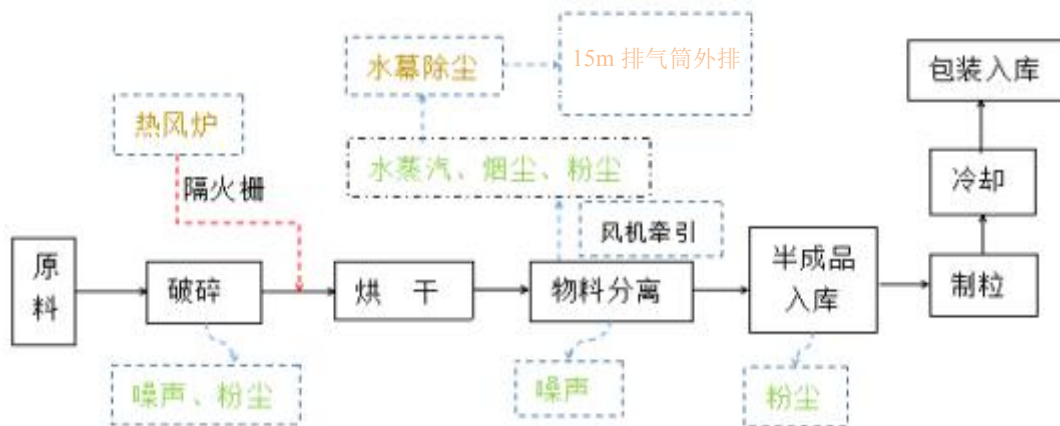 水幕除尘
15m 排气筒外排
包装入库
热风炉
水蒸汽、烟尘、粉尘
冷却
隔火栅
风机牵引
原
料
破碎
烘 干
物料分离
半成品
入库
制粒
噪声、粉尘
噪声
粉尘